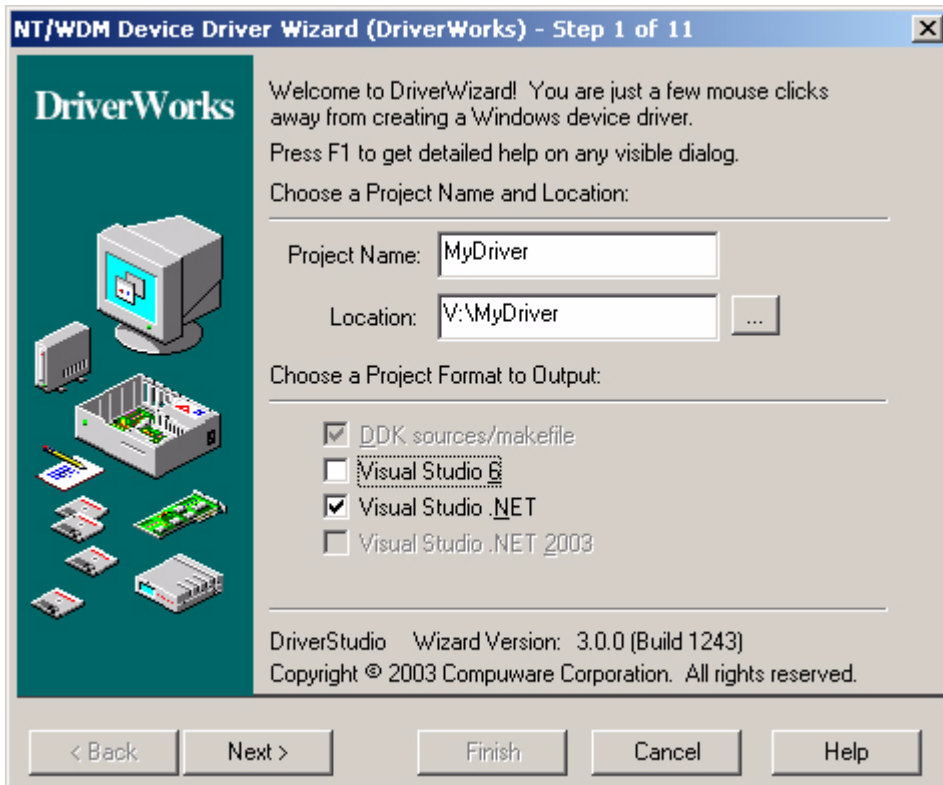 NT/WDM Device Driver Wizard (DriverWorks) - Step 1 of 11
DriverWorks
Welcome to DriverWizard! You are just a few mouse clicks
away from creating a Windows device driver.
Press F1 to get detailed help on any visible dialog.
Choose a Project Name and Location:
Project Name: MyDriver
Location: V:\MyDriver ...
Choose a Project Format to Output:
DDK sources/makefile
Visual Studio 6
Visual Studio .NET
Visual Studio .NET 2003
DriverStudio Wizard Version: 3.0.0 (Build 1243)
Copyright © 2003 Compuware Corporation. All rights reserved.
< Back Next > Finish Cancel Help